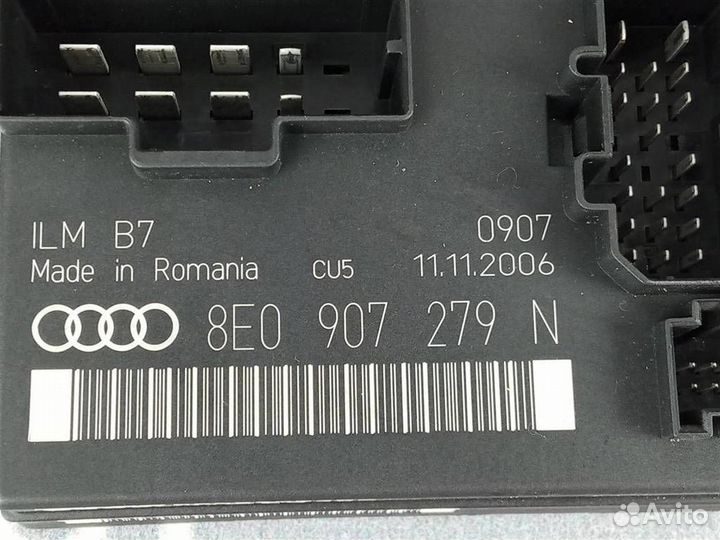 ILM B7 0907
Made in Romania CU5 11.11.2006
8E0 907 279 N
Avito